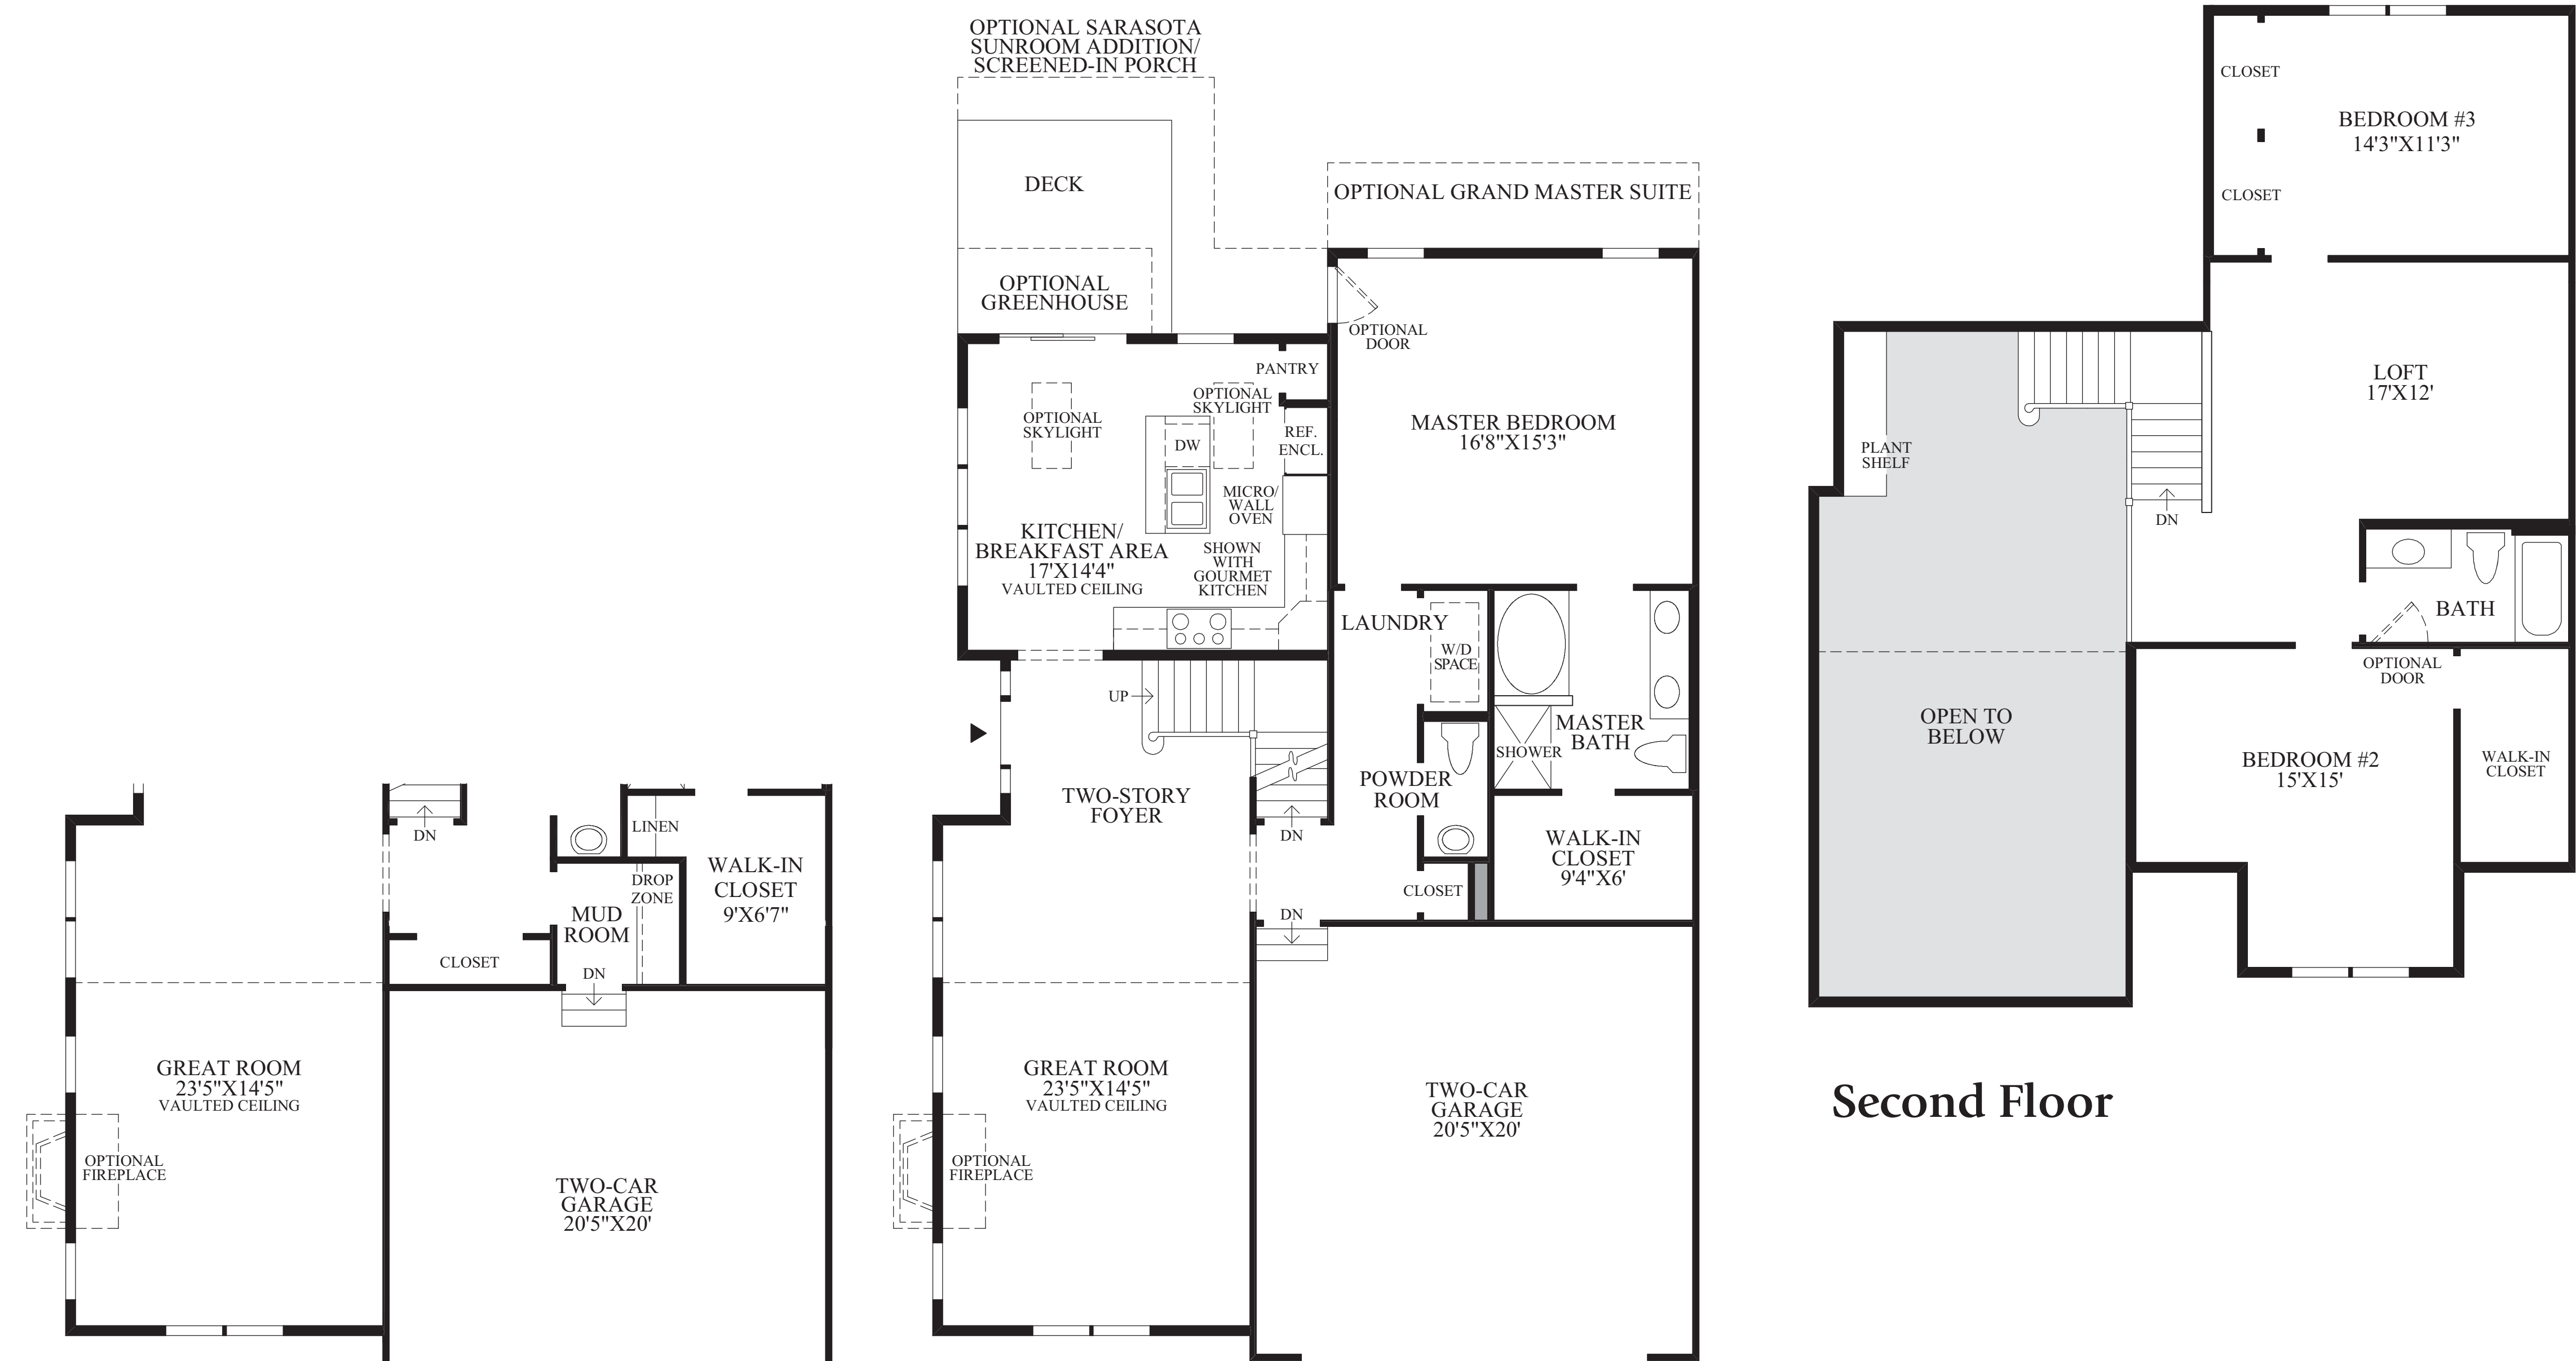 LINEN
DN
WALK-IN
CLOSET
9'X6'7"
DROP
ZONE
MUD
ROOM
CLOSET
DN
GREAT ROOM
23'5"X14'5"
VAULTED CEILING
OPTIONAL
FIREPLACE
TWO-CAR
GARAGE
20'5"X20'
OPTIONAL SARASOTA
SUNROOM ADDITION/
SCREENED-IN PORCH
DECK
OPTIONAL GRAND MASTER SUITE
OPTIONAL
GREENHOUSE
OPTIONAL
DOOR
PANTRY
OPTIONAL
SKYLIGHT
OPTIONAL
SKYLIGHT
DW
REF.
ENCL.
MASTER BEDROOM
16'8"X15'3"
MICRO/
WALL
OVEN
KITCHEN/
BREAKFAST AREA
17'X14'4"
VAULTED CEILING
SHOWN
WITH
GOURMET
KITCHEN
LAUNDRY
W/D
SPACE
UP
MASTER
BATH
SHOWER
POWDER
ROOM
TWO-STORY
FOYER
DN
WALK-IN
CLOSET
9'4"X6'
CLOSET
DN
GREAT ROOM
23'5"X14'5"
VAULTED CEILING
OPTIONAL
FIREPLACE
TWO-CAR
GARAGE
20'5"X20'
CLOSET
BEDROOM #3
14'3"X11'3"
CLOSET
LOFT
17'X12'
PLANT
SHELF
DN
BATH
OPTIONAL
DOOR
OPEN TO
BELOW
BEDROOM #2
15'X15'
WALK-IN
CLOSET
Second Floor